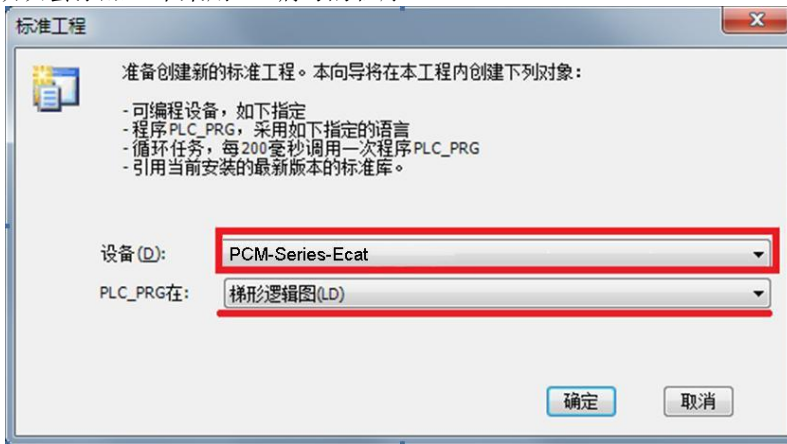 标准工程
准备创建新的标准工程。本向导将在本工程内创建下列对象：
- 可编程设备，如下指定
- 程序PLC_PRG，采用如下指定的语言
- 循环任务，每200毫秒调用一次程序PLC_PRG
- 引用当前安装的最新版本的标准库。
设备(D): PCM-Series-Ecat
PLC_PRG在: 梯形逻辑图(LD)
确定 取消